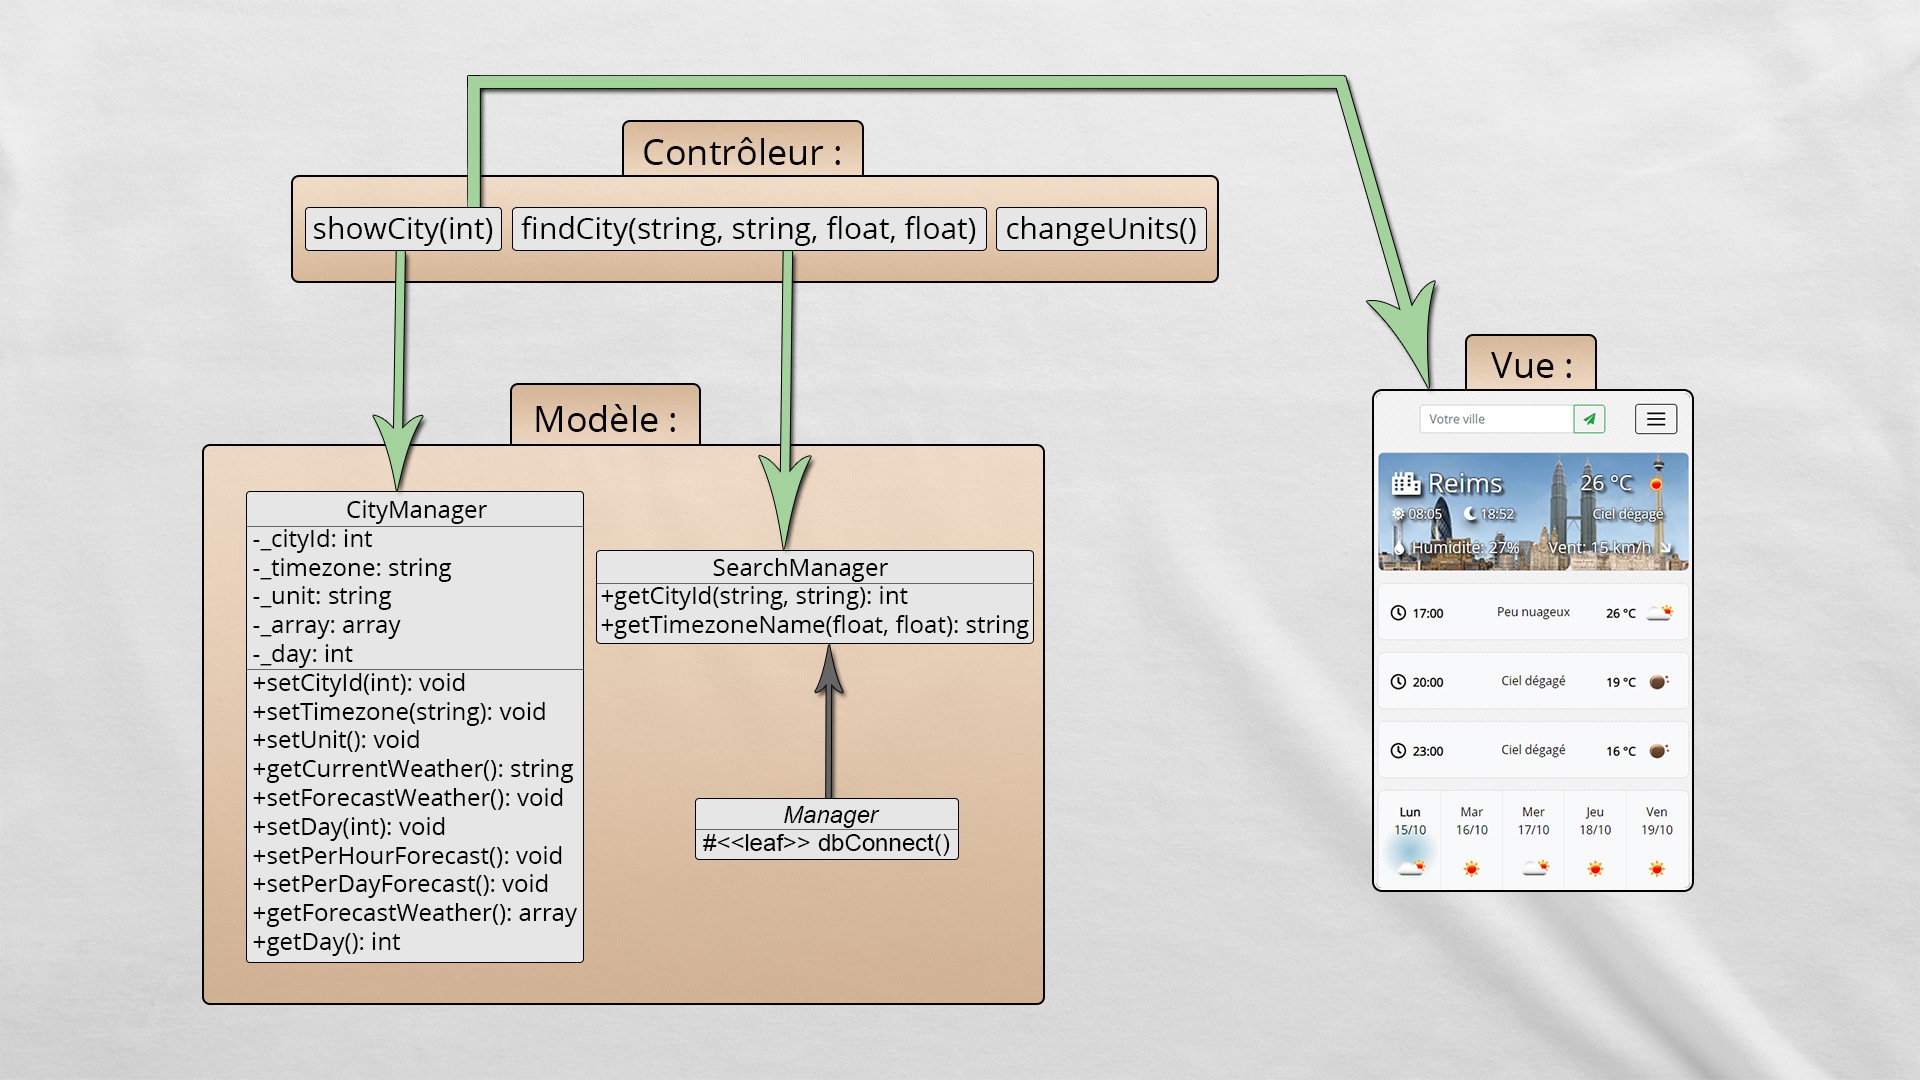 Contrôleur :
showCity(int)
findCity(string, string, float, float)
changeUnits()
Modèle :
CityManager
-_cityId: int
-_timezone: string
-_unit: string
-_array: array
-_day: int
+setCityId(int): void
+setTimezone(string): void
+setUnit(): void
+getCurrentWeather(): string
+setForecastWeather(): void
+setDay(int): void
+setPerHourForecast(): void
+setPerDayForecast(): void
+getForecastWeather(): array
+getDay(): int
SearchManager
+getCityId(string, string): int
+getTimezoneName(float, float): string
Manager
#<<leaf>> dbConnect()
Vue :
Votre ville
Reims 26 °C
08:05 18:52 Ciel dégagé
Humidité: 27% Vent: 15 km/h
17:00 Peu nuageux 26 °C
20:00 Ciel dégagé 19 °C
23:00 Ciel dégagé 16 °C
Lun Mar Mer Jeu Ven
15/10 16/10 17/10 18/10 19/10